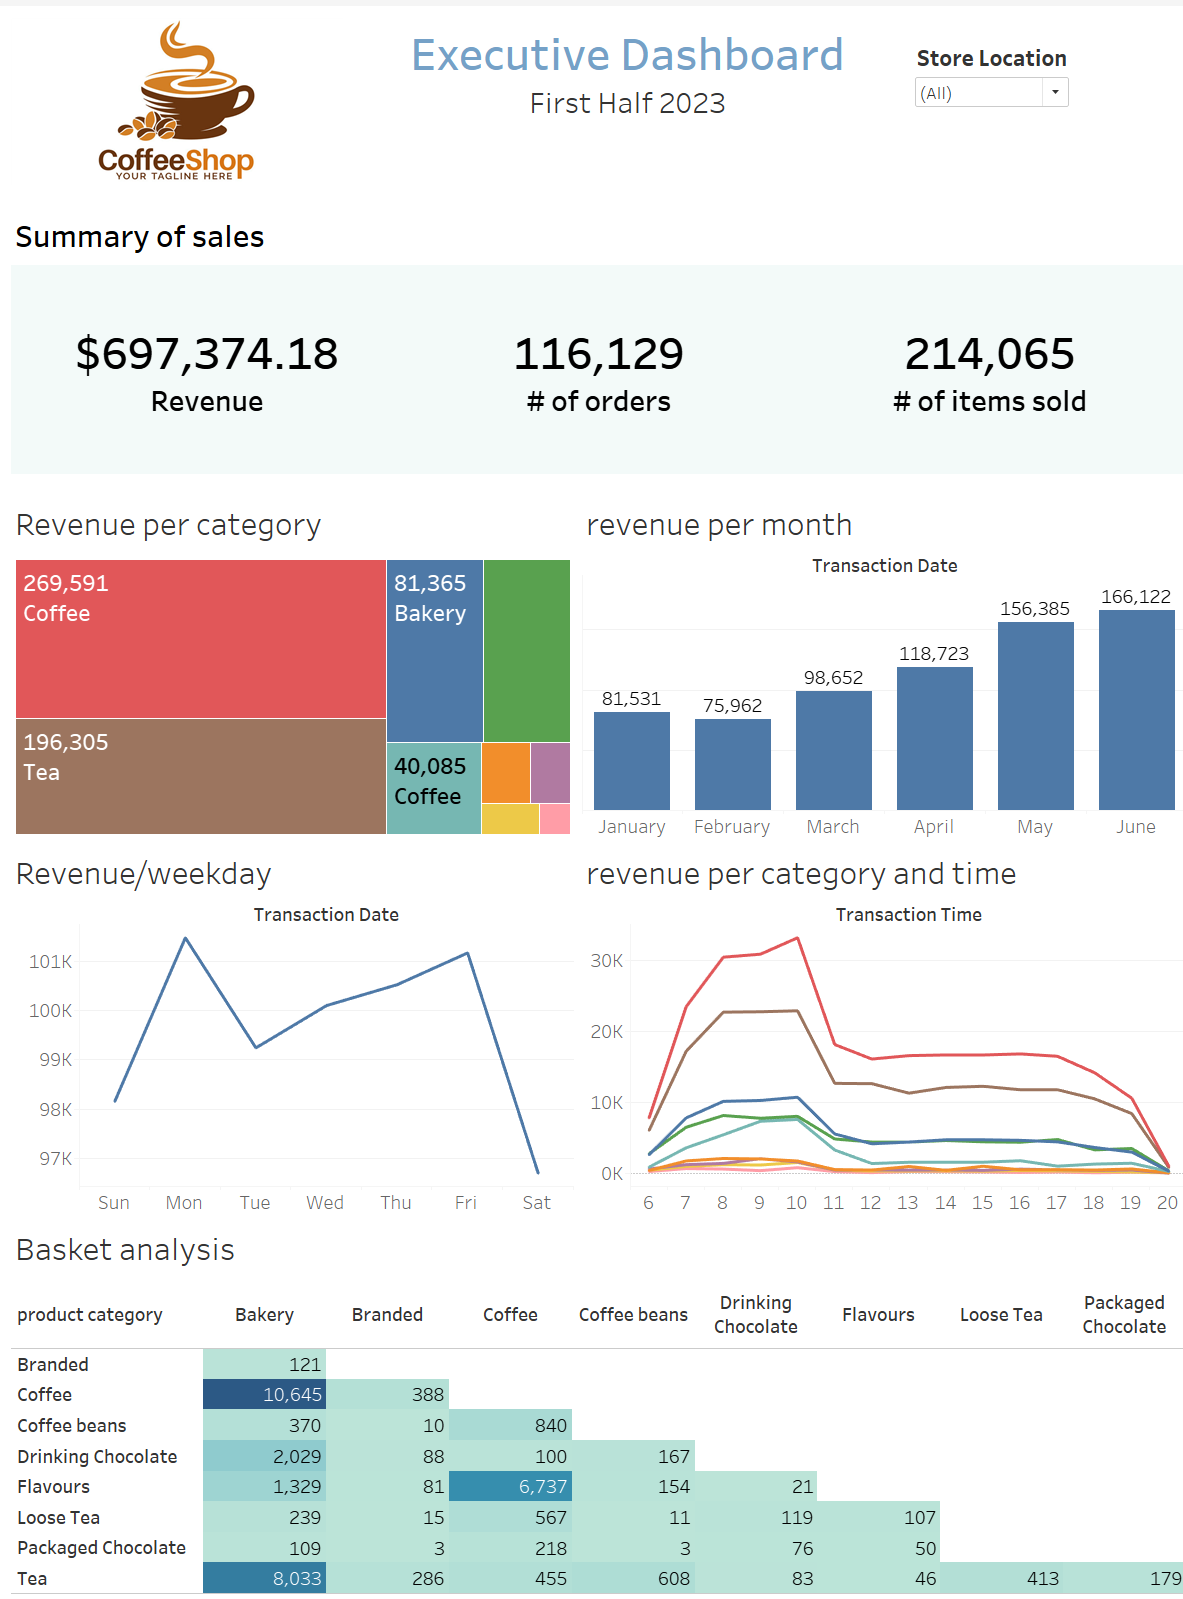 Executive Dashboard
First Half 2023
Store Location
(All)
CoffeeShop
YOUR TAGLINE HERE
Summary of sales
$697,374.18
Revenue
116,129
# of orders
214,065
# of items sold
Revenue per category
269,591
Coffee
81,365
Bakery
196,305
Tea
40,085
Coffee
revenue per month
Transaction Date
81,531
75,962
98,652
118,723
156,385
166,122
January February March April May June
Revenue/weekday
Transaction Date
101K
100K
99K
98K
97K
Sun Mon Tue Wed Thu Fri Sat
revenue per category and time
Transaction Time
30K
20K
10K
0K
6 7 8 9 10 11 12 13 14 15 16 17 18 19 20
Basket analysis
product category Bakery Branded Coffee Coffee beans Drinking Chocolate Flavours Loose Tea Packaged Chocolate
Branded 121
Coffee 10,645 388
Coffee beans 370 10 840
Drinking Chocolate 2,029 88 100 167
Flavours 1,329 81 6,737 154 21
Loose Tea 239 15 567 11 119 107
Packaged Chocolate 109 3 218 3 76 50
Tea 8,033 286 455 608 83 46 413 179